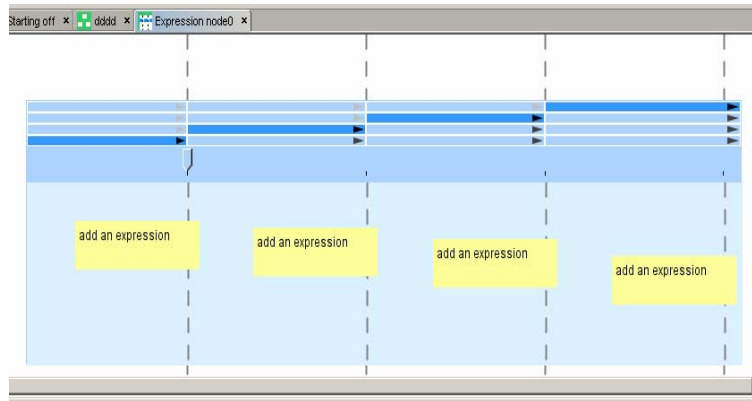 Starting off
dddd
Expression node0
add an expression
add an expression
add an expression
add an expression